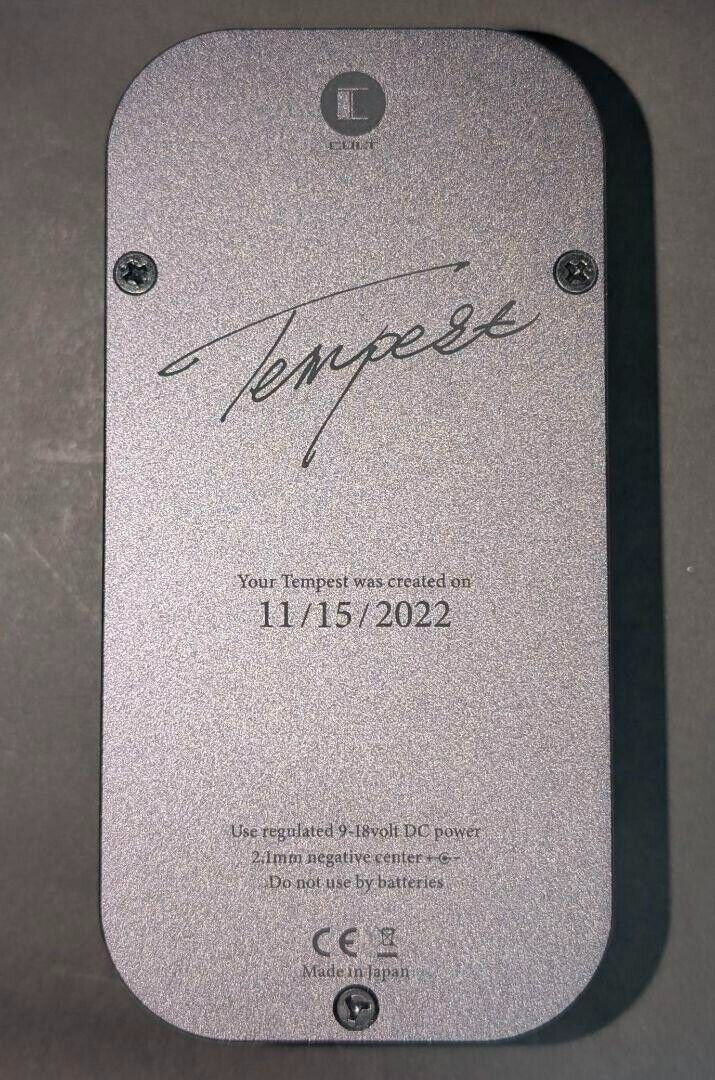 CULT
Tempest
Your Tempest was created on
11/15/2022
Use regulated 9-18volt DC power
2.1mm negative center
Do not use by batteries
CE
Made in Japan